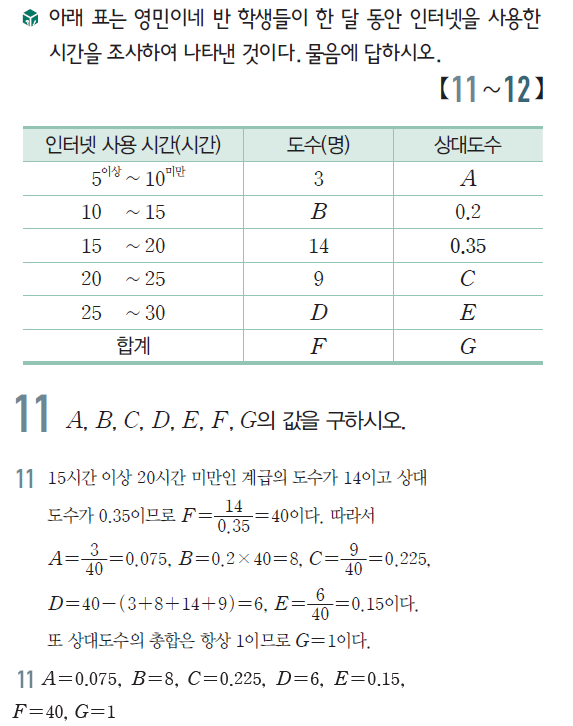 아래 표는 영민이네 반 학생들이 한 달 동안 인터넷을 사용한
시간을 조사하여 나타낸 것이다. 물음에 답하시오.
【11~12】
인터넷 사용 시간(시간) 도수(명) 상대도수
5이상 ~ 10미만 3 A
10 ~ 15 B 0.2
15 ~ 20 14 0.35
20 ~ 25 9 C
25 ~ 30 D E
합계 F G
11 A, B, C, D, E, F, G의 값을 구하시오.
11 15시간 이상 20시간 미만인 계급의 도수가 14이고 상대
도수가 0.35이므로 F=14/0.35=40이다. 따라서
A=3/40=0.075, B=0.2×40=8, C=9/40=0.225,
D=40-(3+8+14+9)=6, E=6/40=0.15이다.
또 상대도수의 총합은 항상 1이므로 G=1이다.
11 A=0.075, B=8, C=0.225, D=6, E=0.15,
F=40, G=1